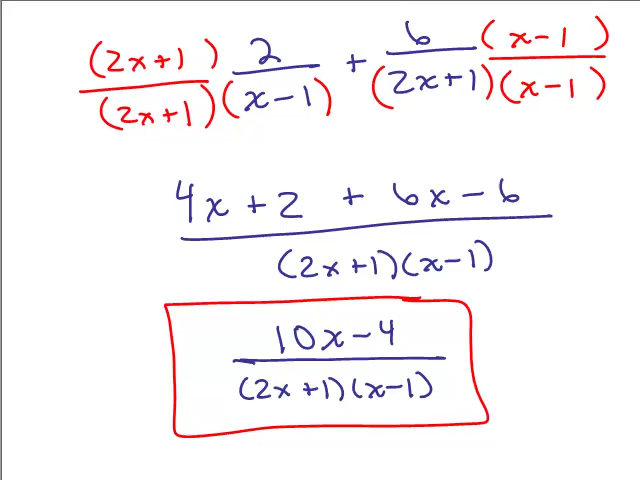 (2x+1)/(2x+1) 2/(x-1) + 6/(2x+1) (x-1)/(x-1)
4x + 2 + 6x - 6
(2x+1)(x-1)
10x - 4
(2x+1)(x-1)